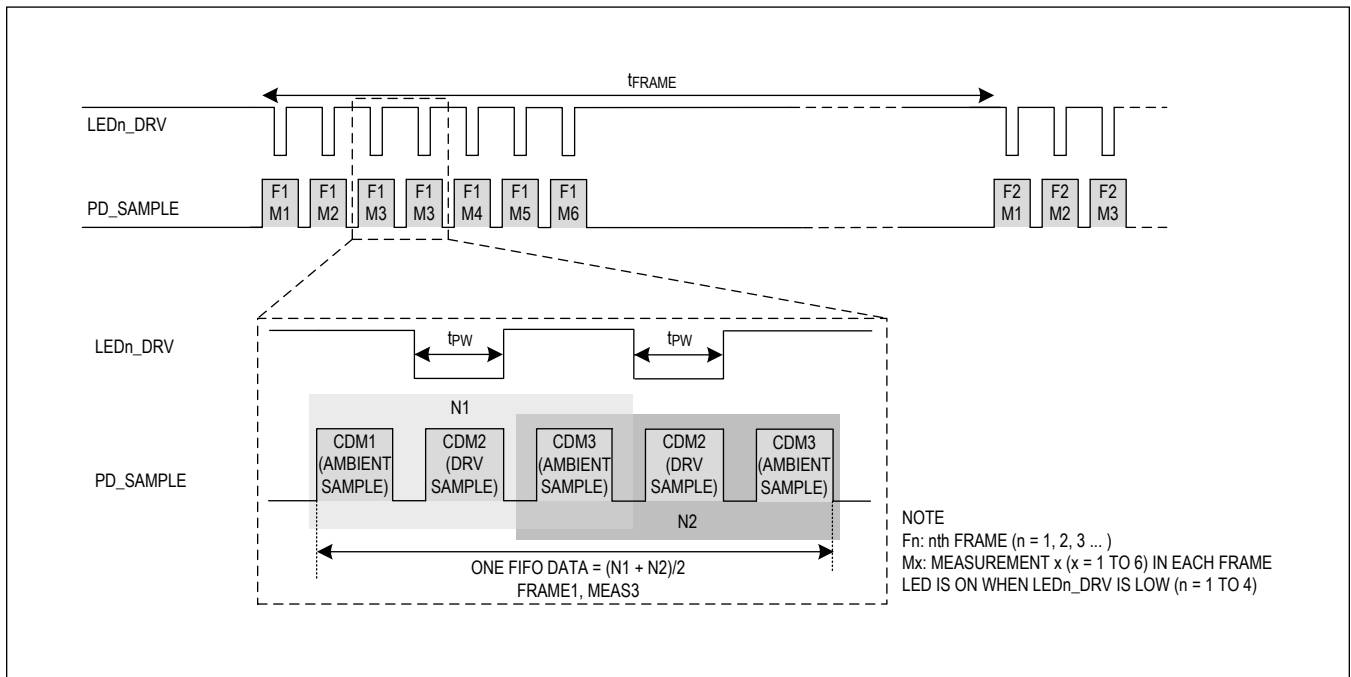 tFRAME
LEDn_DRV
PD_SAMPLE
F1 M1
F1 M2
F1 M3
F1 M3
F1 M4
F1 M5
F1 M6
F2 M1
F2 M2
F2 M3
LEDn_DRV
tPW
tPW
N1
PD_SAMPLE
CDM1
(AMBIENT
SAMPLE)
CDM2
(DRV
SAMPLE)
CDM3
(AMBIENT
SAMPLE)
CDM2
(DRV
SAMPLE)
CDM3
(AMBIENT
SAMPLE)
N2
ONE FIFO DATA = (N1 + N2)/2
FRAME1, MEAS3
NOTE
Fn: nth FRAME (n = 1, 2, 3 ... )
Mx: MEASUREMENT x (x = 1 TO 6) IN EACH FRAME
LED IS ON WHEN LEDn_DRV IS LOW (n = 1 TO 4)